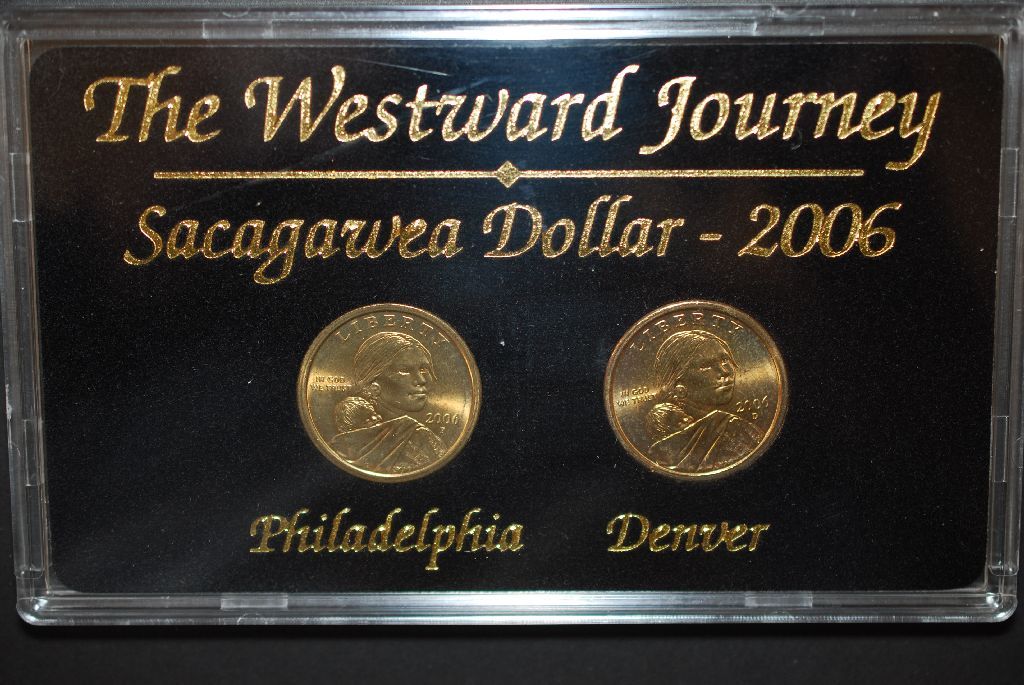 The Westward Journey
Sacagawea Dollar - 2006
LIBERTY
IN GOD
WE TRUST
2006
P
LIBERTY
IN GOD
WE TRUST
2006
D
Philadelphia
Denver